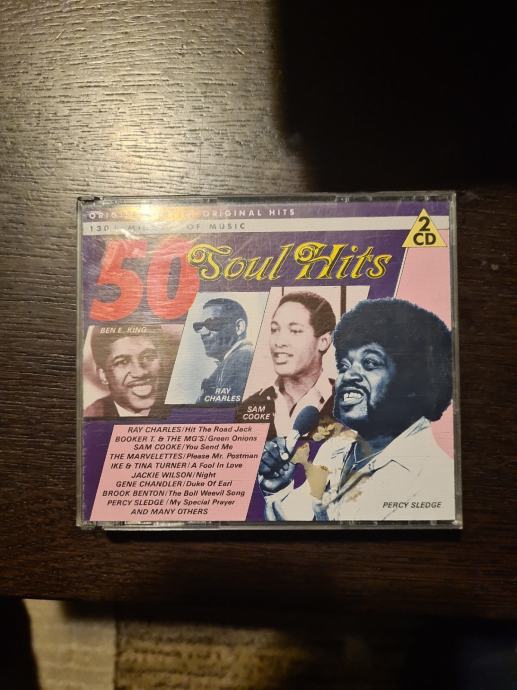 ORIGINAL HITS
OF MUSIC
2
CD
50 Soul Hits
BEN E. KING
RAY
CHARLES
SAM
COOKE
RAY CHARLES/Hit The Road Jack
BOOKER T. & THE MG'S/Green Onions
SAM COOKE/You Send Me
THE MARVELETTES/Please Mr. Postman
IKE & TINA TURNER/A Fool In Love
JACKIE WILSON/Night
GENE CHANDLER/Duke Of Earl
BROOK BENTON/The Boll Weevil Song
PERCY SLEDGE/My Special Prayer
AND MANY OTHERS
PERCY SLEDGE